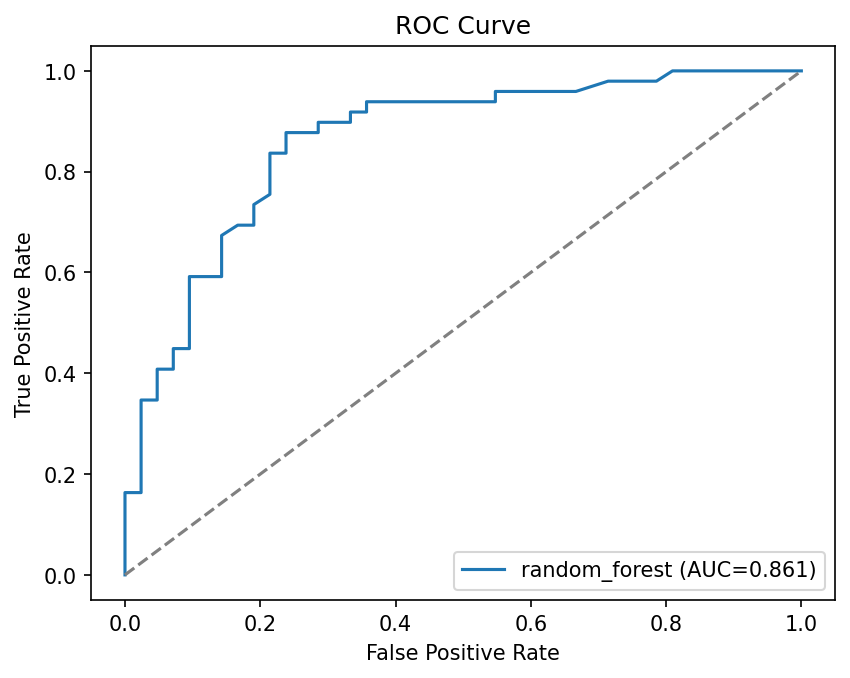 ROC Curve
True Positive Rate
1.0
0.8
0.6
0.4
0.2
0.0
random_forest (AUC=0.861)
0.0 0.2 0.4 0.6 0.8 1.0
False Positive Rate